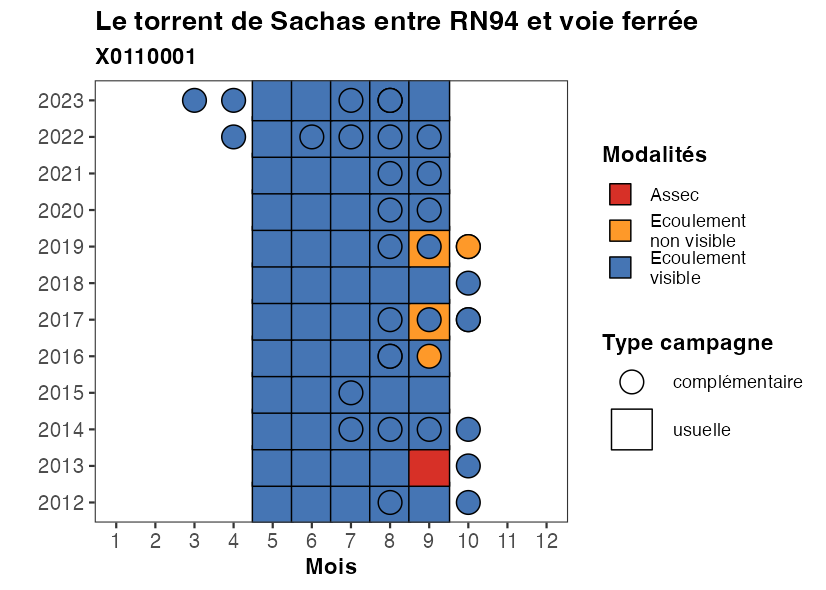 Le torrent de Sachas entre RN94 et voie ferrée
X0110001
2023
2022
2021
2020
2019
2018
2017
2016
2015
2014
2013
2012
1 2 3 4 5 6 7 8 9 10 11 12
Mois
Modalités
Assec
Ecoulement
non visible
Ecoulement
visible
Type campagne
complémentaire
usuelle